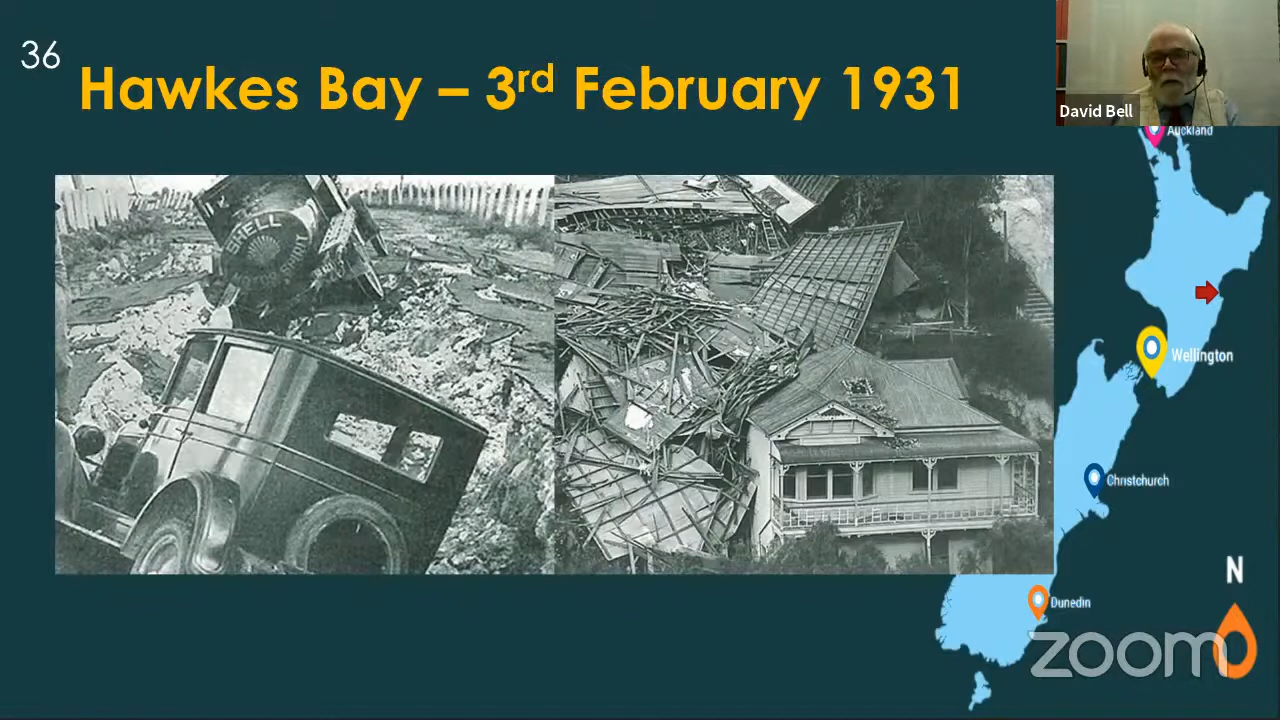 36
Hawkes Bay – 3rd February 1931
David Bell
Auckland
SHELL
Wellington
Christchurch
N
Dunedin
zoom